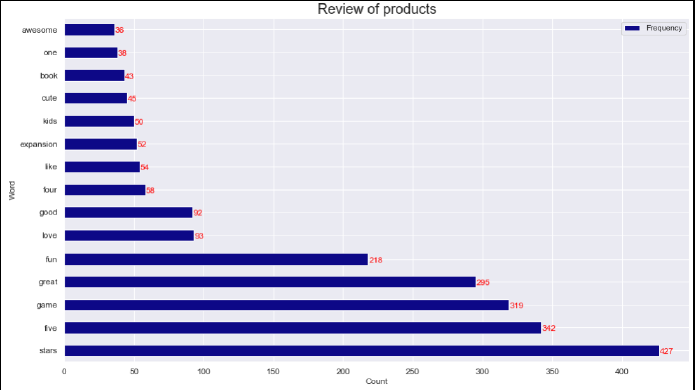 Review of products
Frequency
awesome 36
one 38
book 43
cute 45
kids 50
expansion 52
like 54
four 58
good 92
love 93
fun 218
great 295
game 319
five 342
stars 427
Word
0 50 100 150 200 250 300 350 400
Count